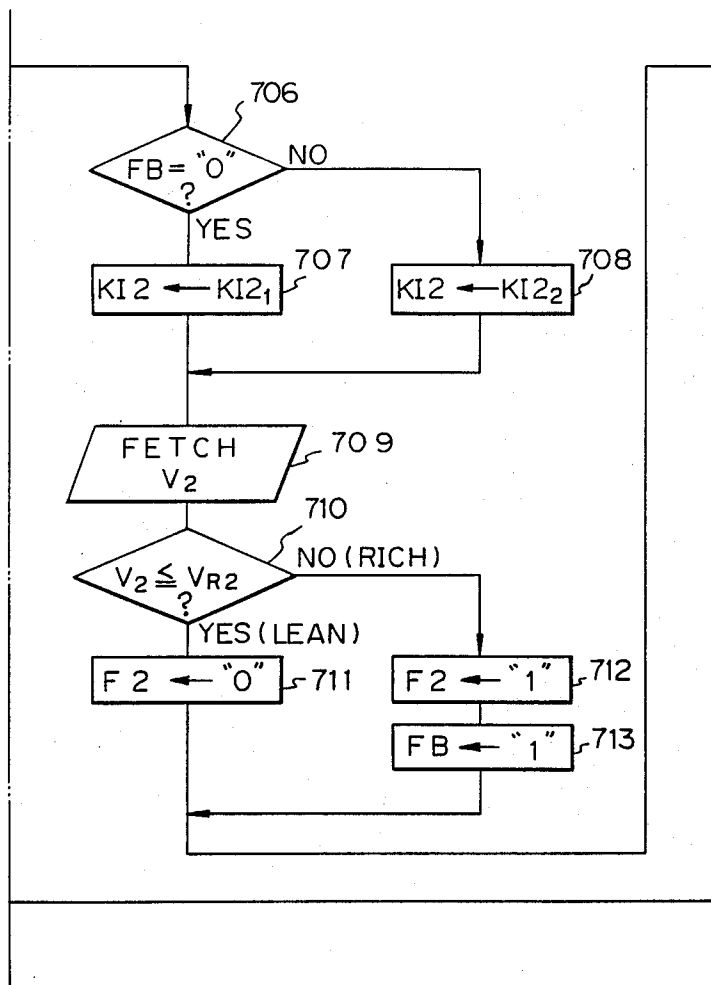 706
FB = "0"
?
NO
YES
707
KI2 ← KI2₁
708
KI2 ← KI2₂
FETCH
V₂
709
710
V₂ ≦ VR2
?
NO (RICH)
YES (LEAN)
F2 ← "0"
711
F2 ← "1"
712
FB ← "1"
713